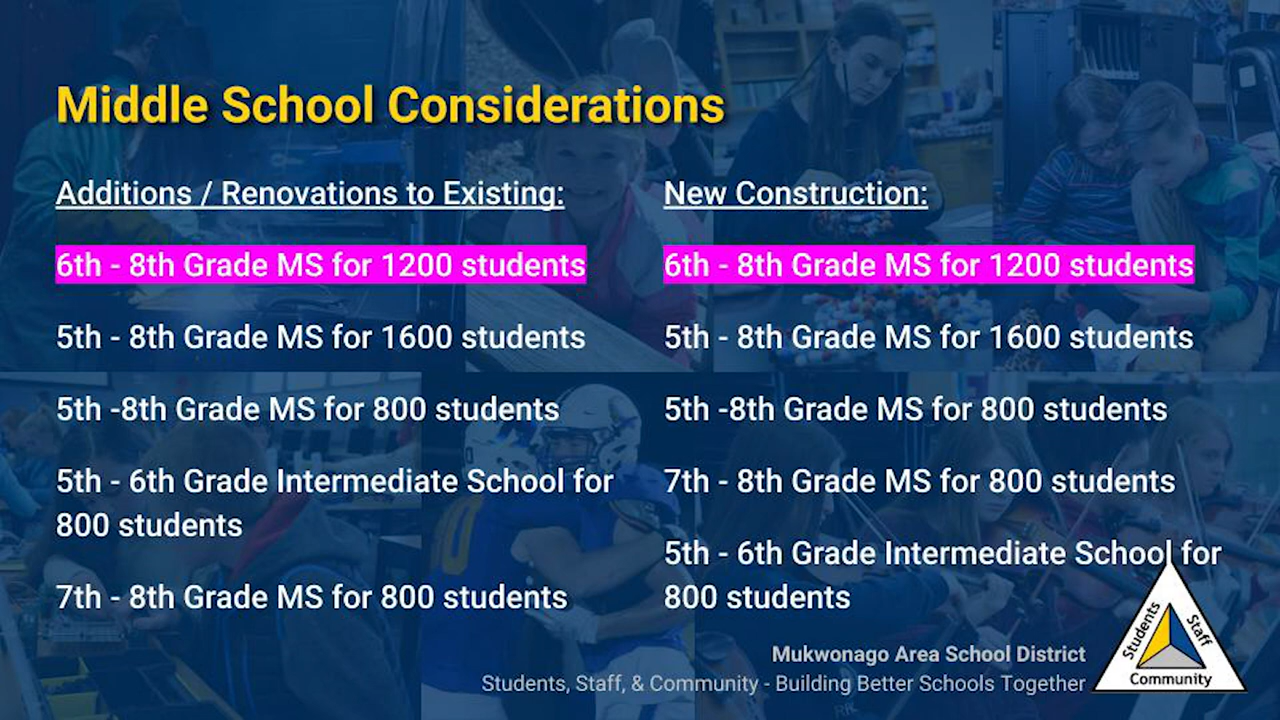 Middle School Considerations
Additions / Renovations to Existing:
6th - 8th Grade MS for 1200 students
5th - 8th Grade MS for 1600 students
5th -8th Grade MS for 800 students
5th - 6th Grade Intermediate School for
800 students
7th - 8th Grade MS for 800 students
New Construction:
6th - 8th Grade MS for 1200 students
5th - 8th Grade MS for 1600 students
5th -8th Grade MS for 800 students
7th - 8th Grade MS for 800 students
5th - 6th Grade Intermediate School for
800 students
Mukwonago Area School District
Students, Staff, & Community - Building Better Schools Together
Students
Staff
Community